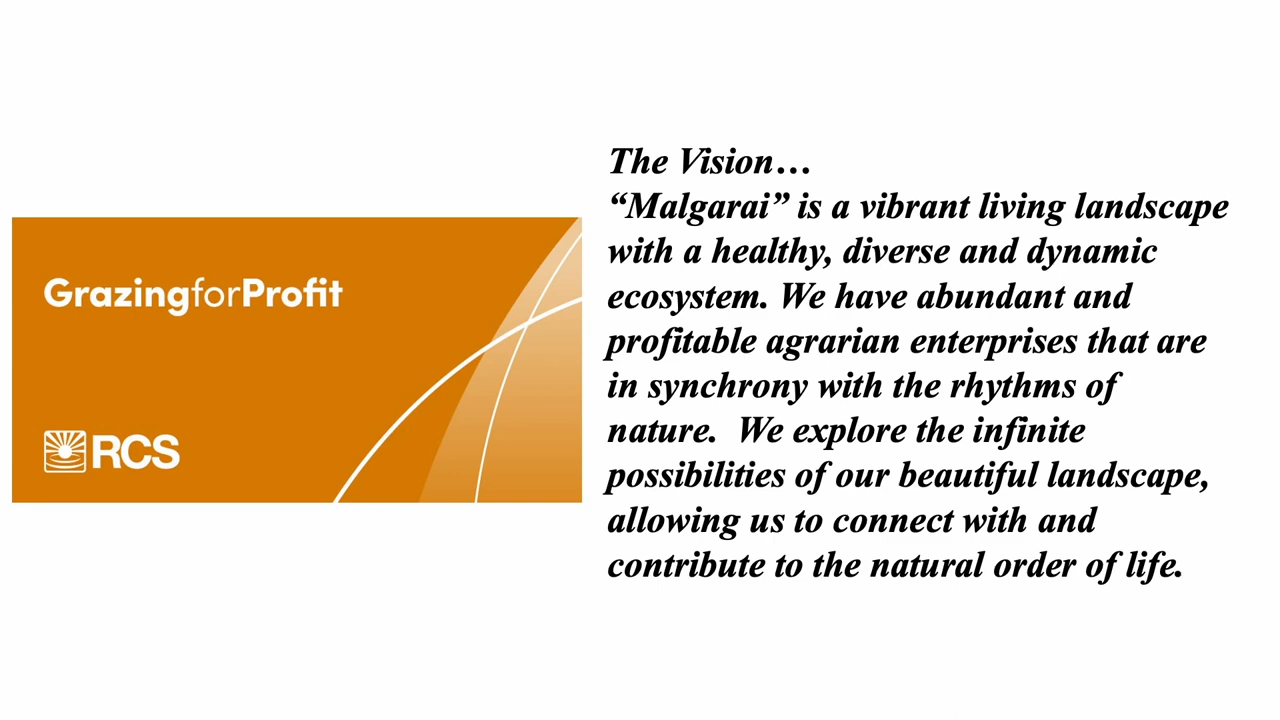 GrazingforProfit
RCS
The Vision…
“Malgarai” is a vibrant living landscape
with a healthy, diverse and dynamic
ecosystem. We have abundant and
profitable agrarian enterprises that are
in synchrony with the rhythms of
nature.  We explore the infinite
possibilities of our beautiful landscape,
allowing us to connect with and
contribute to the natural order of life.